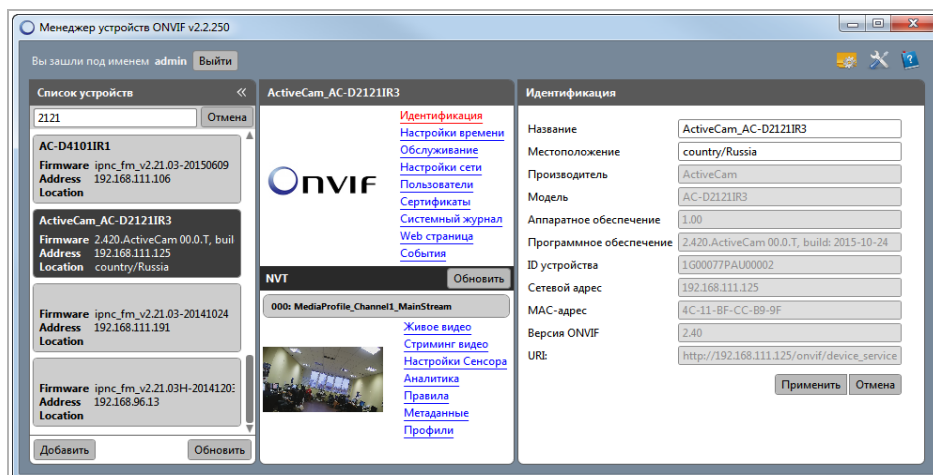 Менеджер устройств ONVIF v2.2.250
Вы зашли под именем admin Выйти
Список устройств
2121 Отмена
AC-D4101IR1
Firmware ipnc_fm_v2.21.03-20150609
Address 192.168.111.106
Location
ActiveCam_AC-D2121IR3
Firmware 2.420.ActiveCam 00.0.T, buil
Address 192.168.111.125
Location country/Russia
Firmware ipnc_fm_v2.21.03-20141024
Address 192.168.111.191
Location
Firmware ipnc_fm_v2.21.03H-2014120
Address 192.168.96.13
Location
Добавить Обновить
ActiveCam_AC-D2121IR3
ONVIF
Идентификация
Настройки времени
Обслуживание
Настройки сети
Пользователи
Сертификаты
Системный журнал
Web страница
События
NVT Обновить
000: MediaProfile_Channel1_MainStream
Живое видео
Стриминг видео
Настройки Сенсора
Аналитика
Правила
Метаданные
Профили
Идентификация
Название ActiveCam_AC-D2121IR3
Местоположение country/Russia
Производитель ActiveCam
Модель AC-D2121IR3
Аппаратное обеспечение 1.00
Программное обеспечение 2.420.ActiveCam 00.0.T, build: 2015-10-24
ID устройства 1G00077PAU00002
Сетевой адрес 192.168.111.125
MAC-адрес 4C-11-BF-CC-B9-9F
Версия ONVIF 2.40
URI: http://192.168.111.125/onvif/device_service
Применить Отмена